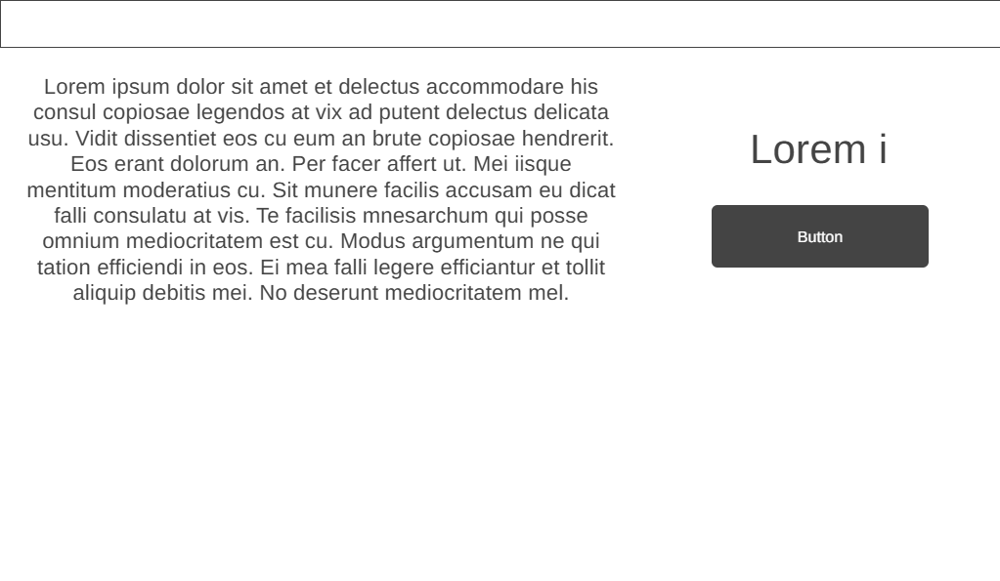 Lorem ipsum dolor sit amet et delectus accommodare his
consul copiosae legendos at vix ad putent delectus delicata
usu. Vidit dissentiet eos cu eum an brute copiosae hendrerit.
Eos erant dolorum an. Per facer affert ut. Mei iisque
mentitum moderatius cu. Sit munere facilis accusam eu dicat
falli consulatu at vis. Te facilisis mnesarchum qui posse
omnium mediocritatem est cu. Modus argumentum ne qui
tation efficiendi in eos. Ei mea falli legere efficiantur et tollit
aliquip debitis mei. No deserunt mediocritatem mel.
Lorem i
Button